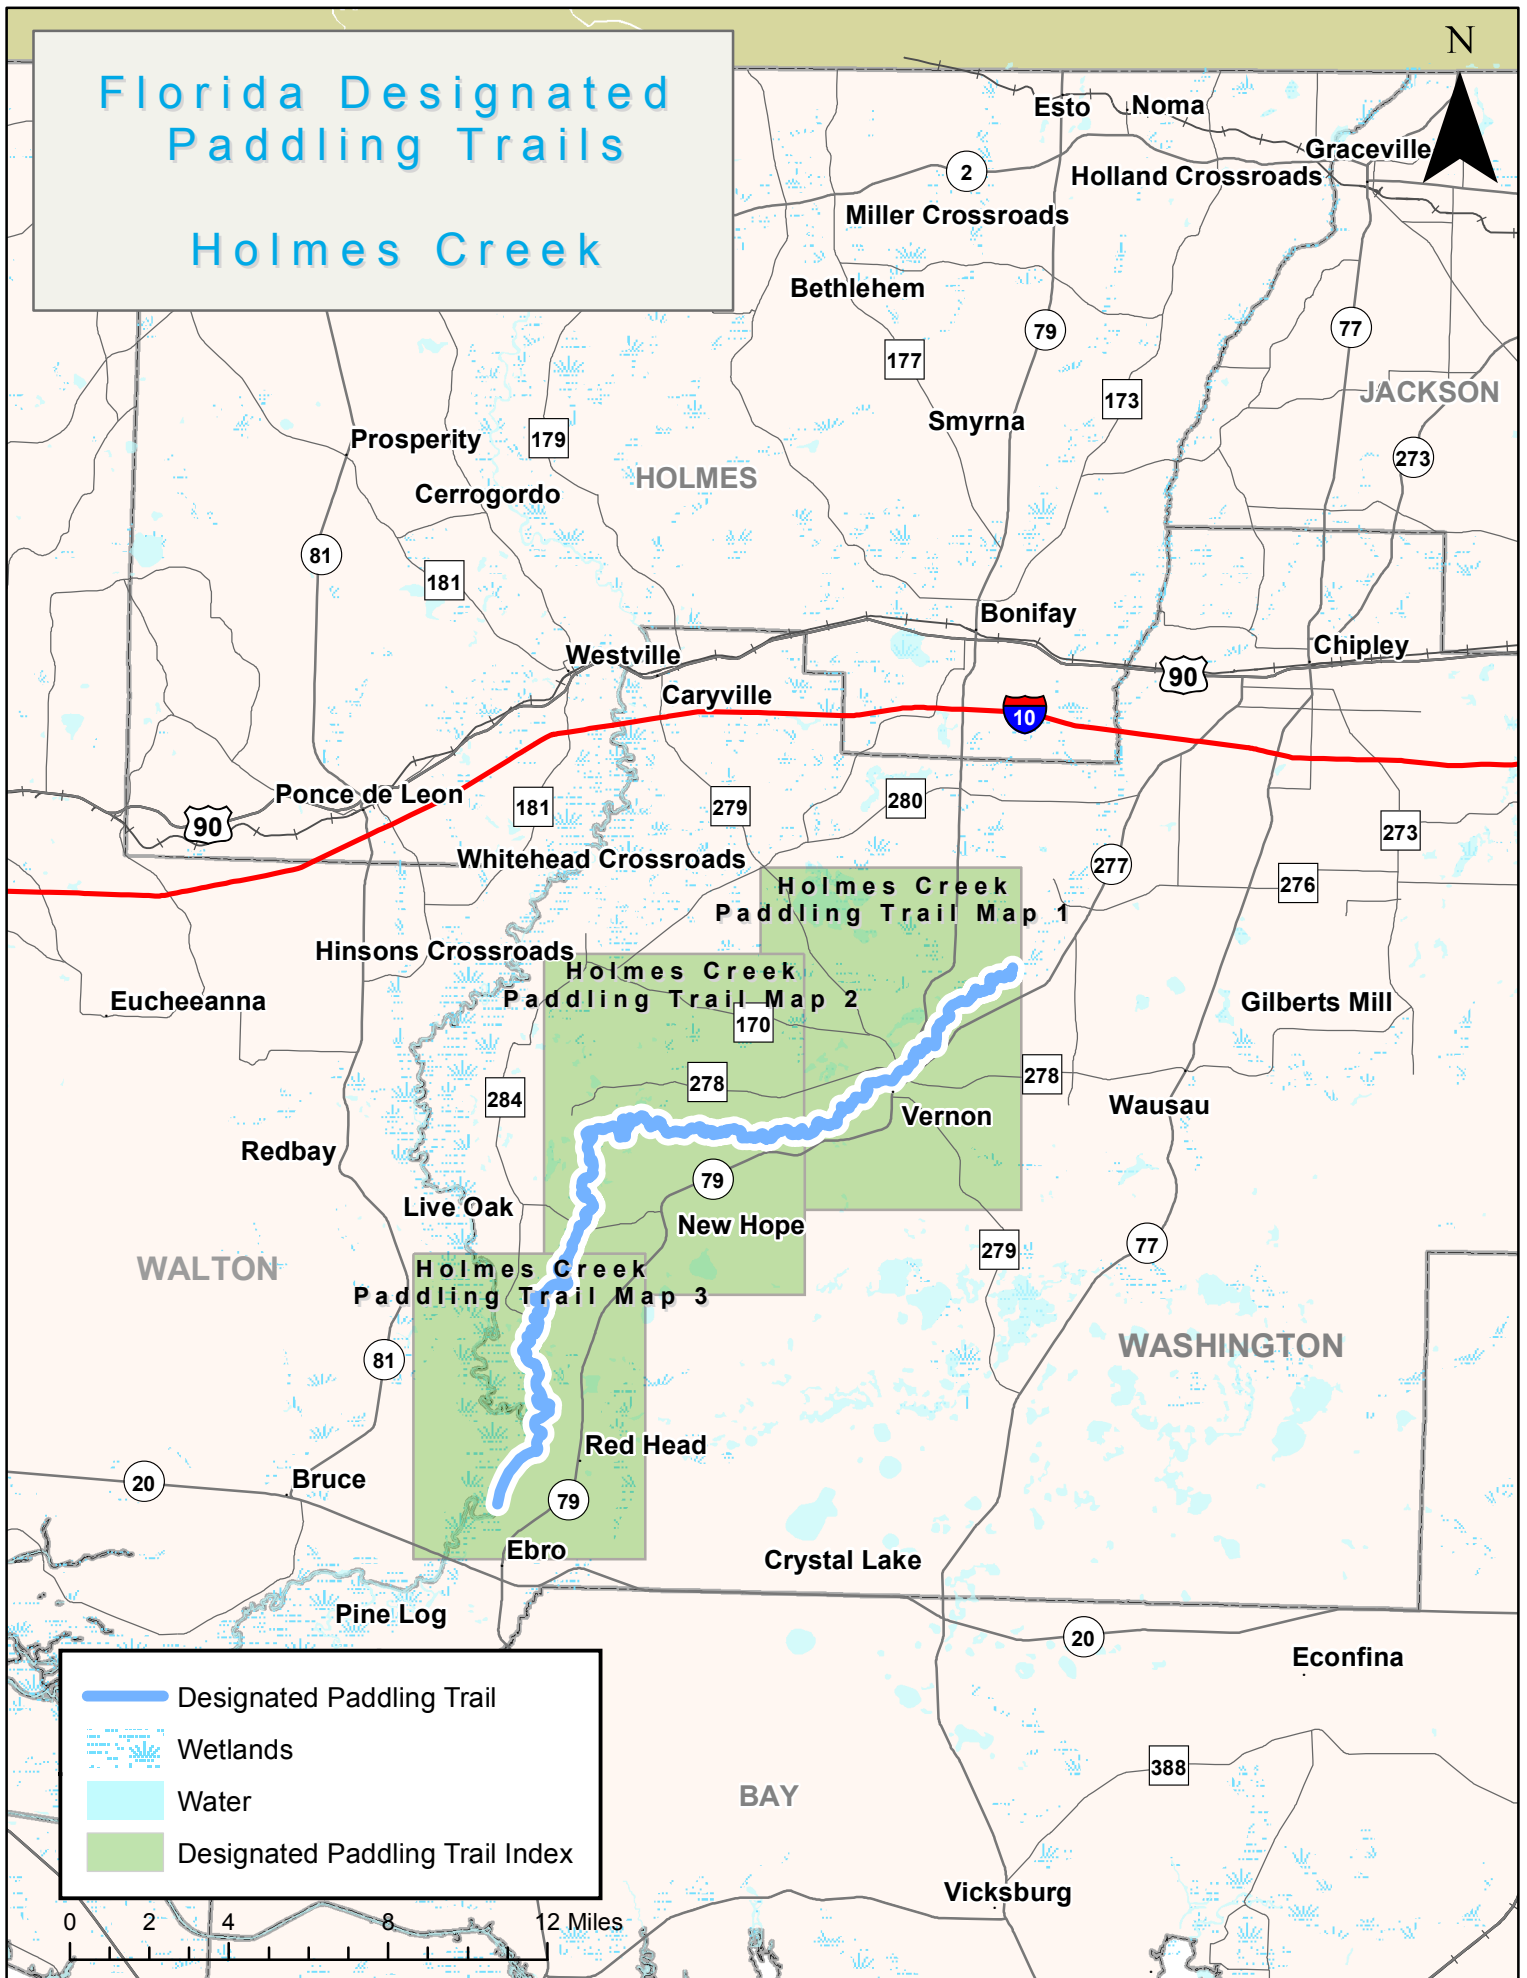 N
Florida Designated
Paddling Trails
Holmes Creek
Esto
Noma
Graceville
2
Holland Crossroads
Miller Crossroads
Bethlehem
79
77
177
173
JACKSON
Smyrna
Prosperity
179
273
HOLMES
Cerrogordo
81
181
Bonifay
Chipley
Westville
90
Caryville
10
Ponce de Leon
181
279
280
90
273
Whitehead Crossroads
277
276
Holmes Creek
Paddling Trail Map 1
Hinsons Crossroads
Holmes Creek
Paddling Trail Map 2
Eucheeanna
Gilberts Mill
170
278
278
284
Wausau
Vernon
Redbay
79
Live Oak
New Hope
279
77
WALTON
Holmes Creek
Paddling Trail Map 3
WASHINGTON
81
Red Head
Bruce
20
79
Ebro
Crystal Lake
Pine Log
20
Econfina
Designated Paddling Trail
Wetlands
Water
Designated Paddling Trail Index
388
BAY
Vicksburg
0 2 4 8 12 Miles